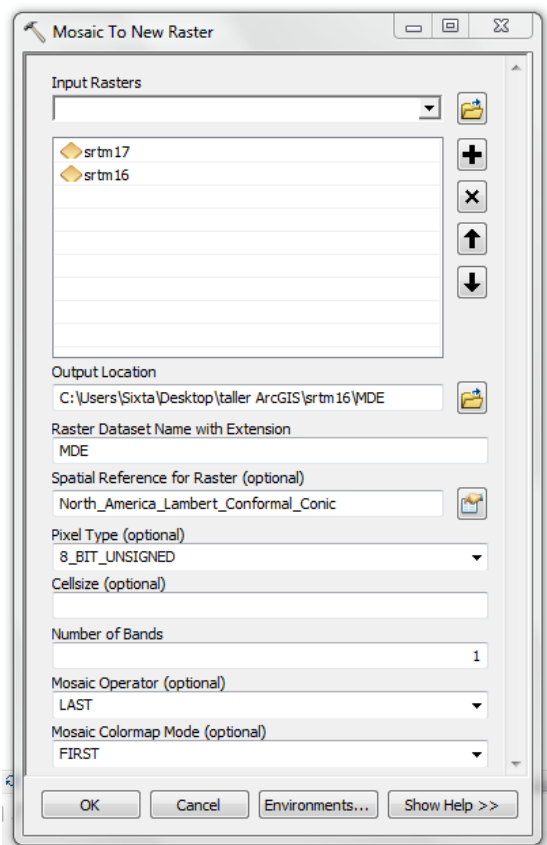 Mosaic To New Raster
Input Rasters
srtm17
srtm16
Output Location
C:\Users\Sixta\Desktop\taller ArcGIS\srtm16\MDE
Raster Dataset Name with Extension
MDE
Spatial Reference for Raster (optional)
North_America_Lambert_Conformal_Conic
Pixel Type (optional)
8_BIT_UNSIGNED
Cellsize (optional)
Number of Bands
1
Mosaic Operator (optional)
LAST
Mosaic Colormap Mode (optional)
FIRST
OK Cancel Environments... Show Help >>